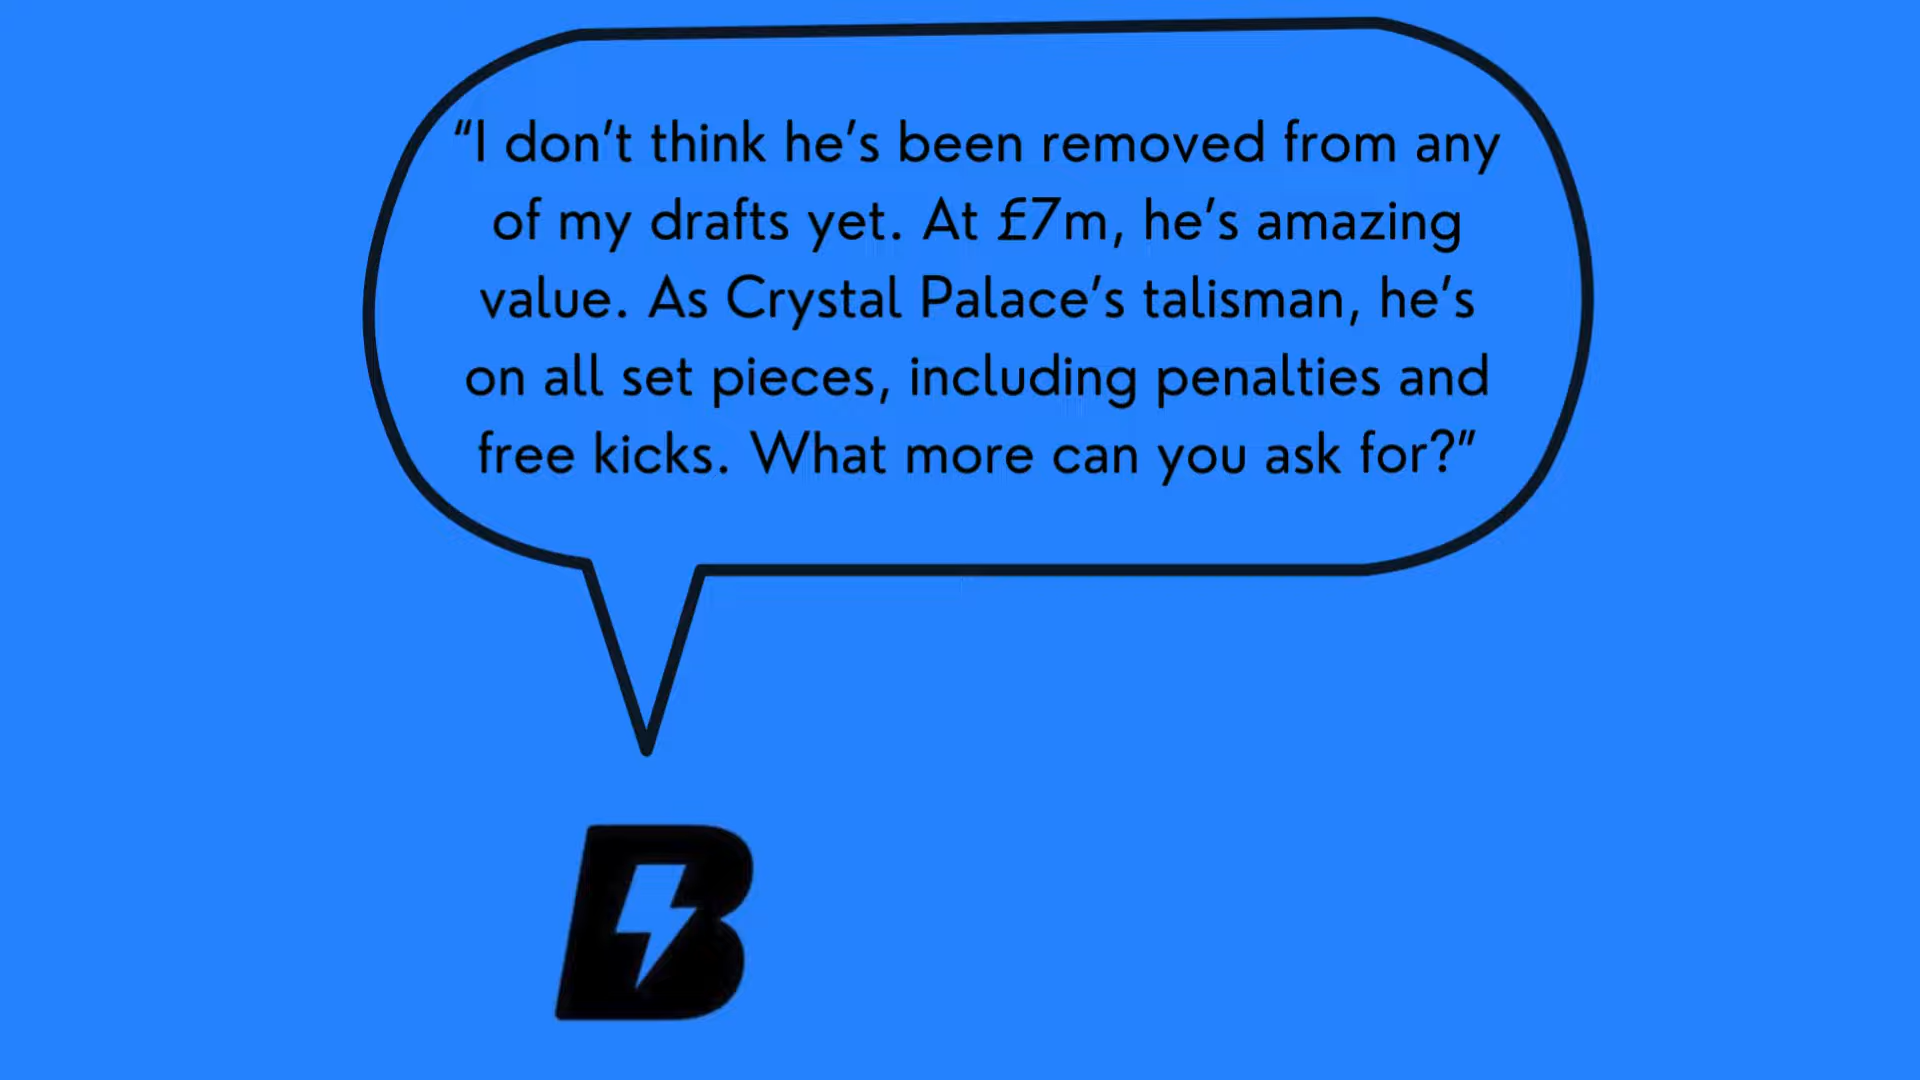 “I don’t think he’s been removed from any
of my drafts yet. At £7m, he’s amazing
value. As Crystal Palace’s talisman, he’s
on all set pieces, including penalties and
free kicks. What more can you ask for?”
B